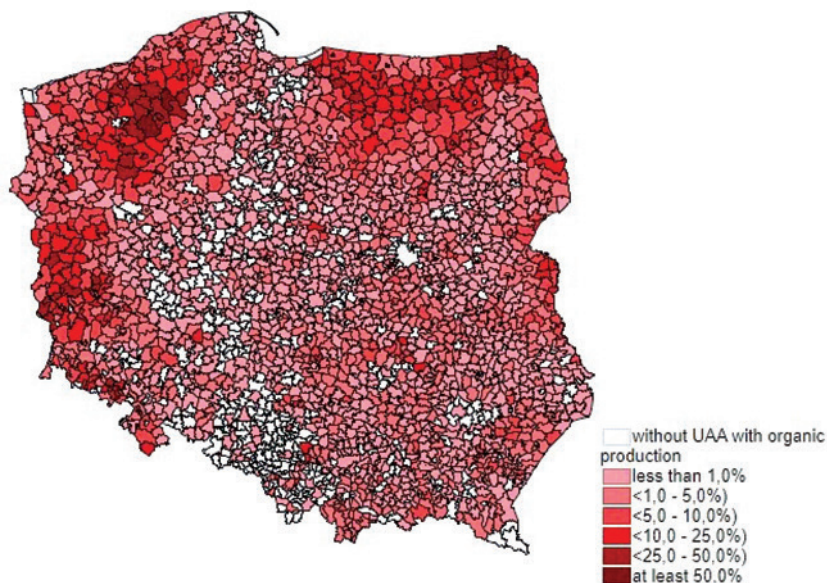 without UAA with organic
production
less than 1,0%
<1,0 - 5,0%)
<5,0 - 10,0%)
<10,0 - 25,0%)
<25,0 - 50,0%)
at least 50,0%